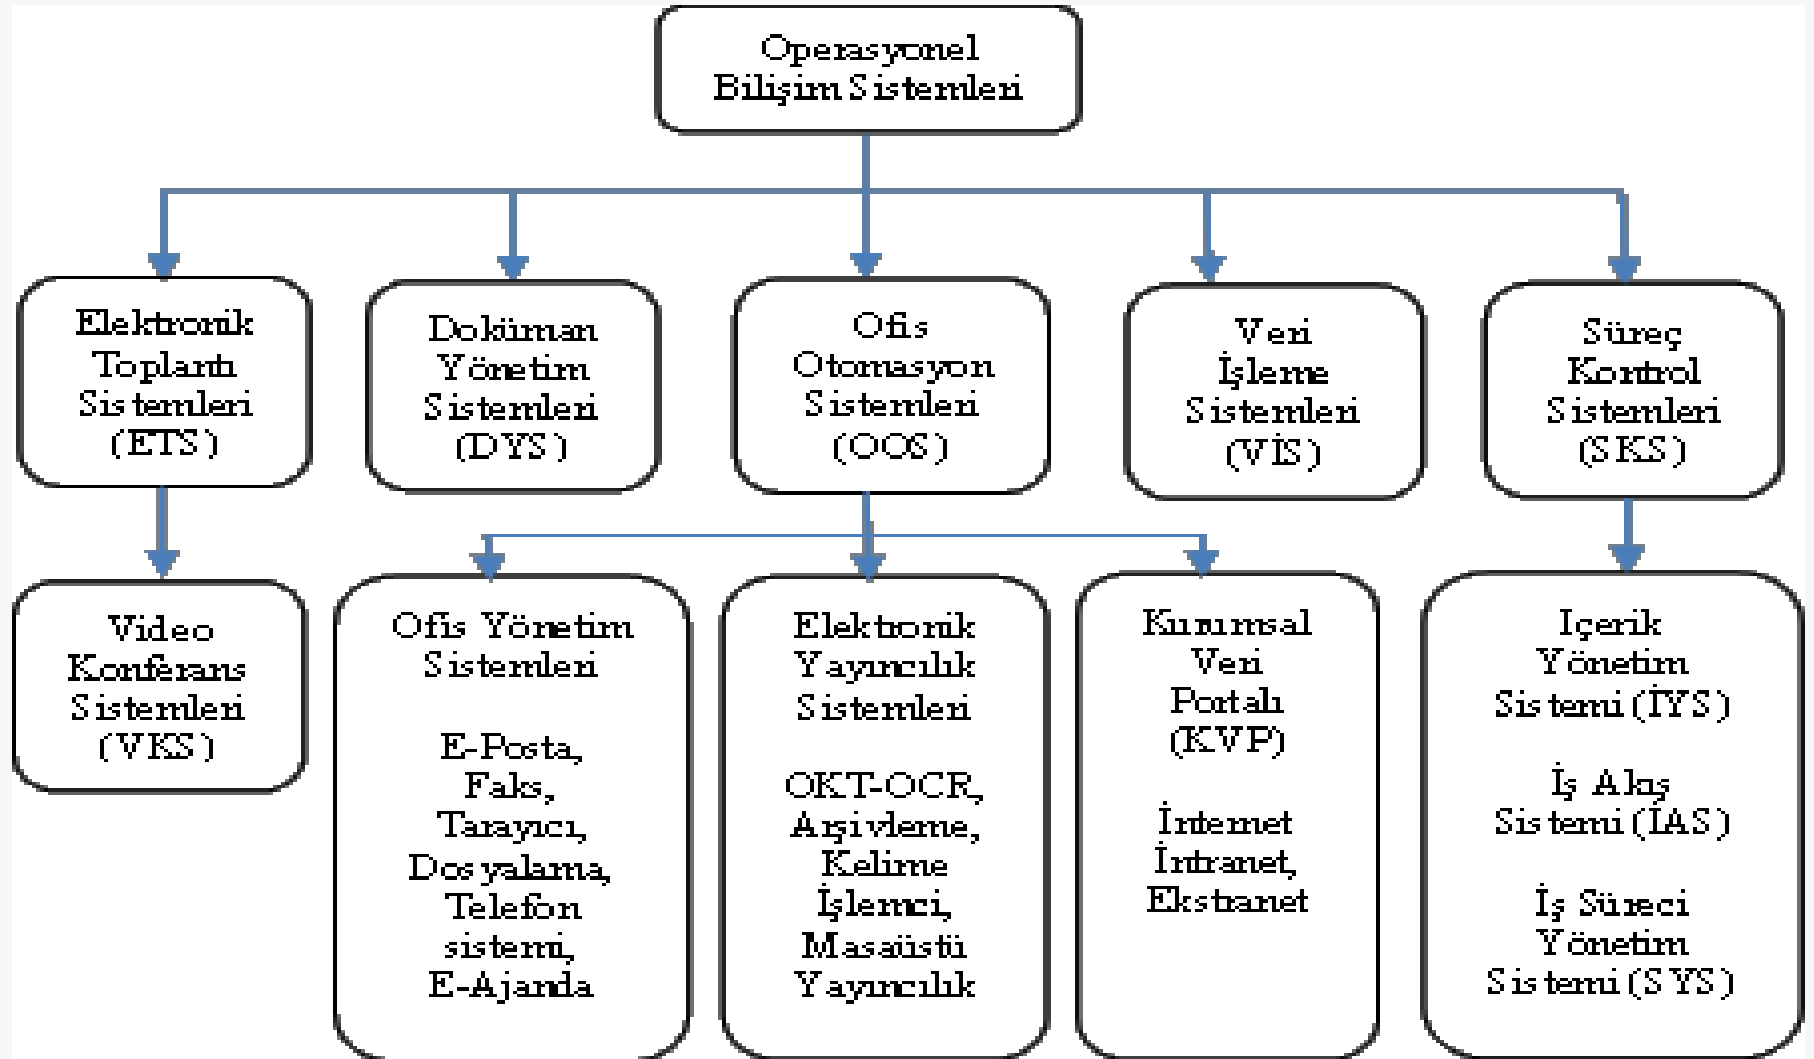 Operasyonel
Bilişim Sistemleri
Elektronik
Toplantı
Sistemleri
(ETS)
Doküman
Yönetim
Sistemleri
(DYS)
Ofis
Otomasyon
Sistemleri
(OOS)
Veri
İşleme
Sistemleri
(VİS)
Süreç
Kontrol
Sistemleri
(SKS)
Video
Konferans
Sistemleri
(VKS)
Ofis Yönetim
Sistemleri
E-Posta,
Faks,
Tarayıcı,
Dosyalama,
Telefon
sistemi,
E-Ajanda
Elektronik
Yayıncılık
Sistemleri
OKT-OCR,
Arşivleme,
Kelime
İşlemci,
Masaüstü
Yayıncılık
Kurumsal
Veri
Portalı
(KVP)
İnternet
İntranet,
Ekstranet
Içerik
Yönetim
Sistemi (İYS)
İş Akış
Sistemi (İAS)
İş Süreci
Yönetim
Sistemi (SYS)